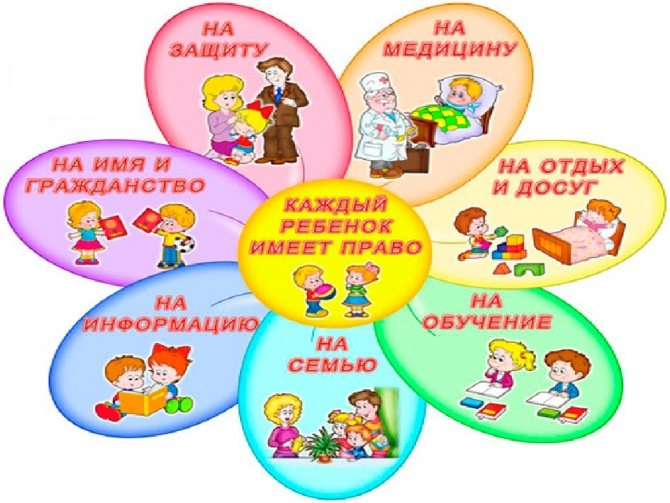 КАЖДЫЙ
РЕБЕНОК
ИМЕЕТ ПРАВО
НА
ЗАЩИТУ
НА
МЕДИЦИНУ
НА ОТДЫХ
И ДОСУГ
НА
ОБУЧЕНИЕ
НА
СЕМЬЮ
НА
ИНФОРМАЦИЮ
НА ИМЯ И
ГРАЖДАНСТВО